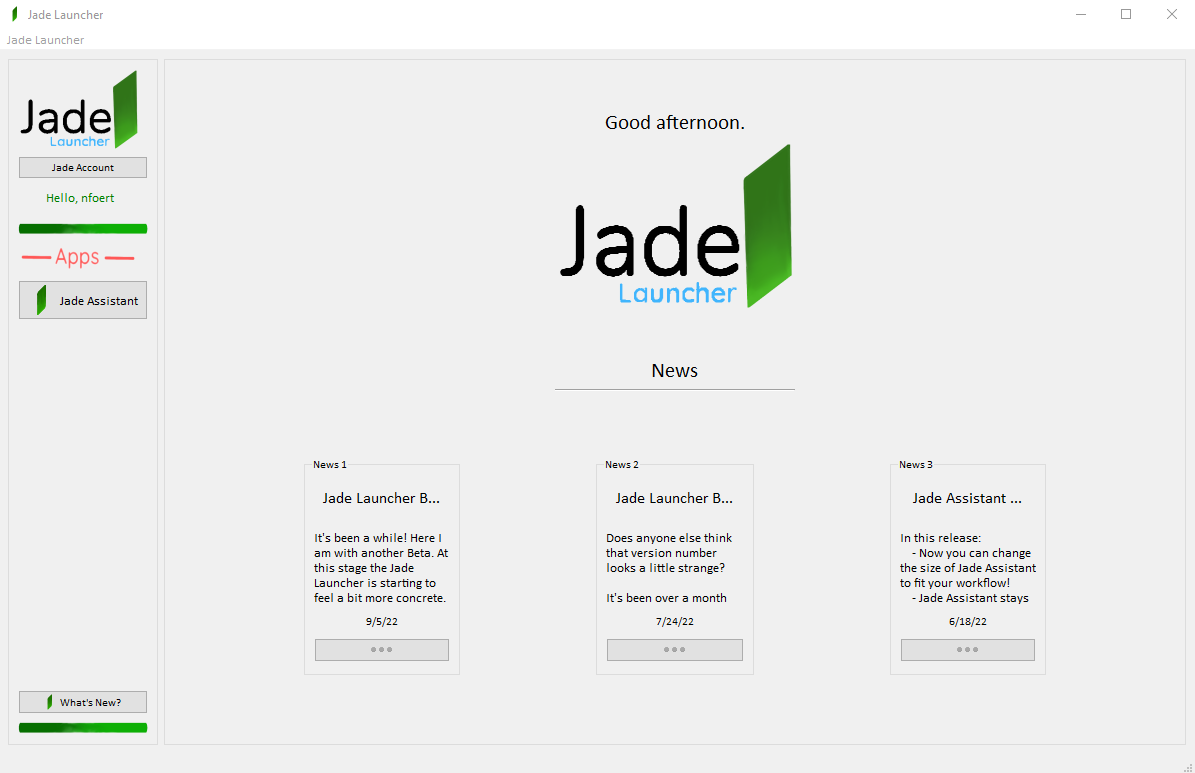 Jade Launcher
Jade Launcher
Jade
Launcher
Jade Account
Hello, nfoert
Apps
Jade Assistant
What's New?
Good afternoon.
Jade
Launcher
News
News 1
Jade Launcher B...
It's been a while! Here I
am with another Beta. At
this stage the Jade
Launcher is starting to
feel a bit more concrete.
9/5/22
News 2
Jade Launcher B...
Does anyone else think
that version number
looks a little strange?
It's been over a month
7/24/22
News 3
Jade Assistant ...
In this release:
- Now you can change
the size of Jade Assistant
to fit your workflow!
- Jade Assistant stays
6/18/22